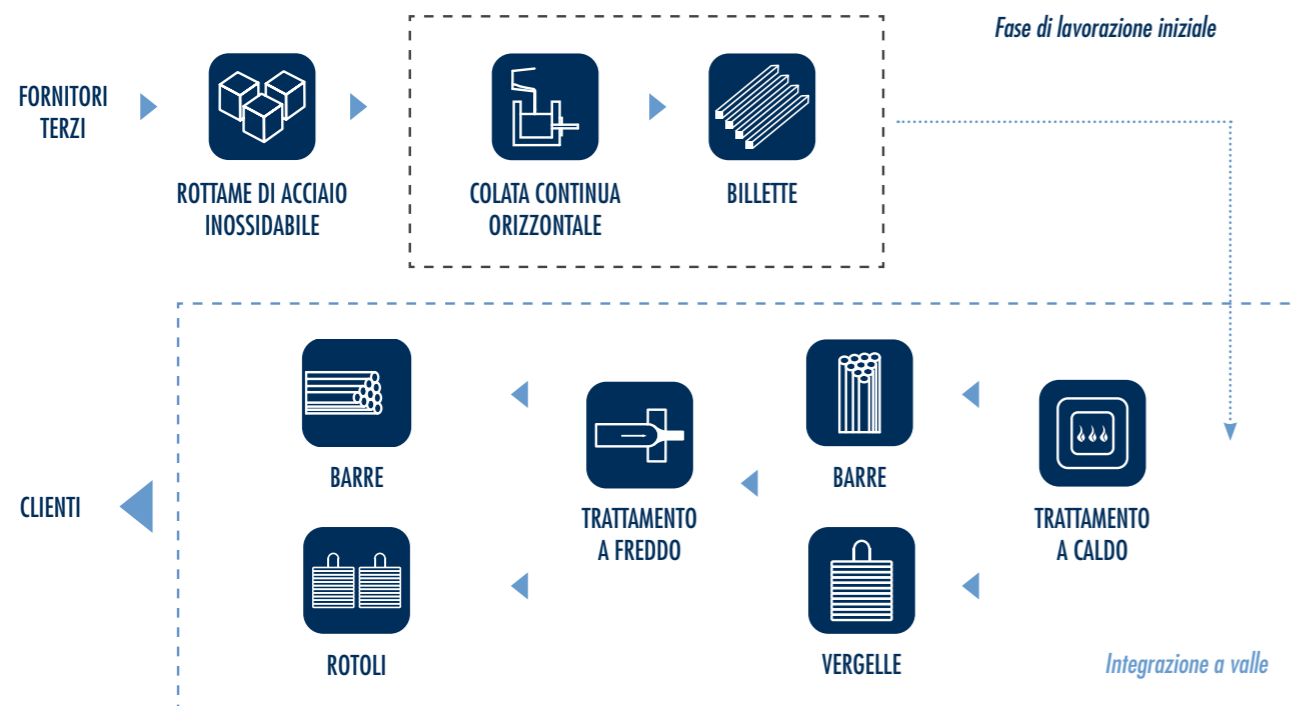 Fase di lavorazione iniziale
FORNITORI
TERZI
ROTTAME DI ACCIAIO
INOSSIDABILE
COLATA CONTINUA
ORIZZONTALE
BILLETTE
BARRE
BARRE
CLIENTI
TRATTAMENTO
A FREDDO
TRATTAMENTO
A CALDO
ROTOLI
VERGELLE
Integrazione a valle